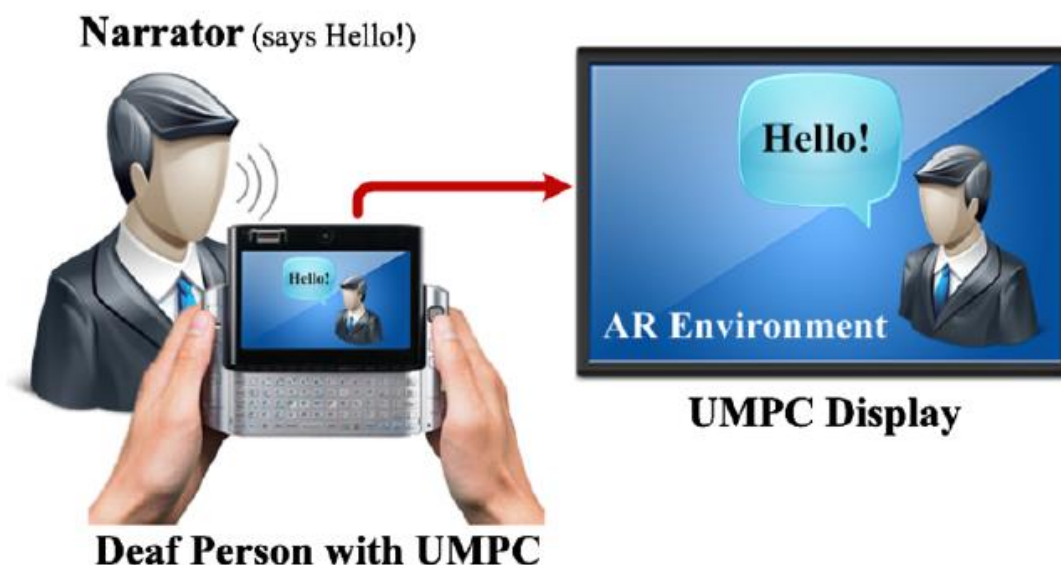 Narrator (says Hello!)
Hello!
Hello!
AR Environment
UMPC Display
Deaf Person with UMPC